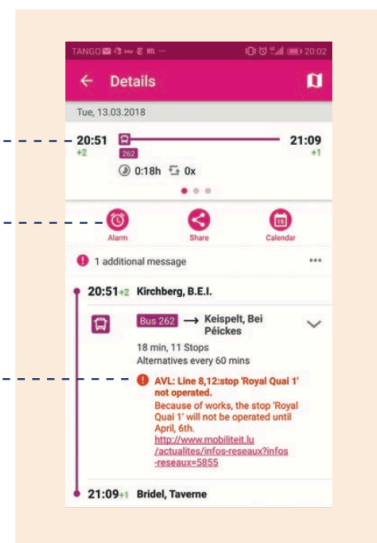 TANGO
20:02
Details
Tue, 13.03.2018
20:51 21:09
+2 262 +1
0:18h 0x
Alarm Share Calendar
1 additional message
20:51+2 Kirchberg, B.E.I.
Bus 262 → Keispelt, Bei
Péickes
18 min, 11 Stops
Alternatives every 60 mins
AVL: Line 8,12:stop 'Royal Quai 1'
not operated.
Because of works, the stop 'Royal
Quai 1' will not be operated until
April, 6th.
http://www.mobiliteit.lu
/actualites/infos-reseaux?infos
-reseaux=5855
21:09+1 Bridel, Taverne